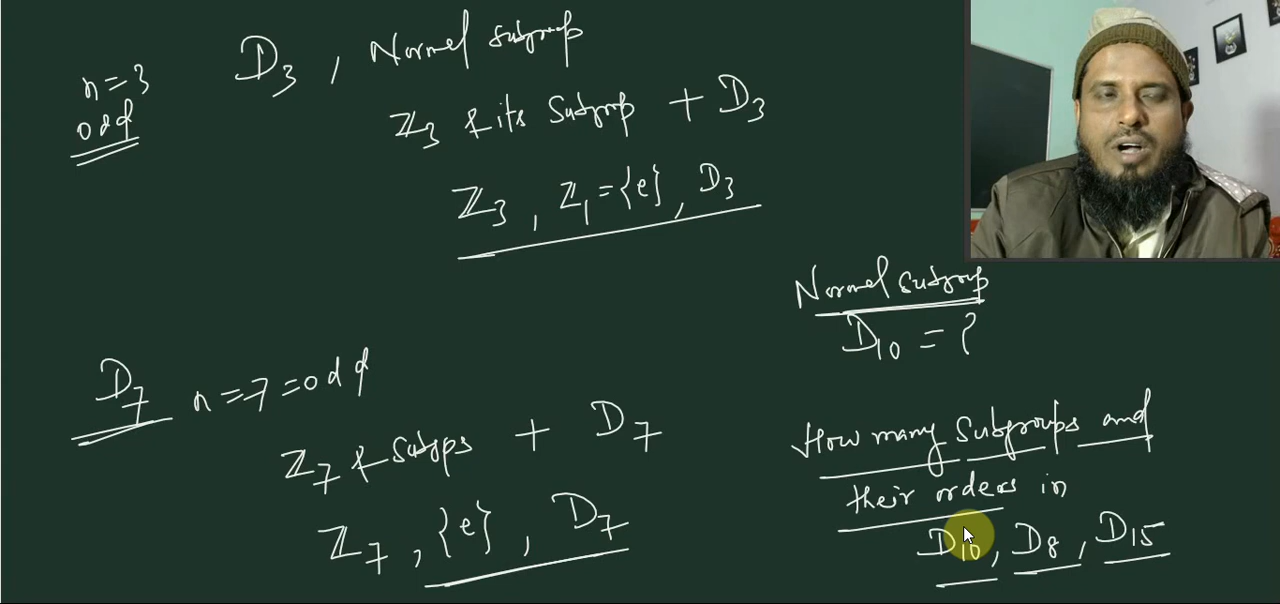 n=3
odd
D₃, Normal subgroup
ℤ₃ & its Subgrop + D₃
ℤ₃, ℤ₁={e}, D₃
Normal subgroup
D₁₀ = ?
D₇ n=7=odd
ℤ₇ & subgps + D₇
ℤ₇, {e}, D₇
How many Subgroups and
their orders in
D₁₀, D₈, D₁₅